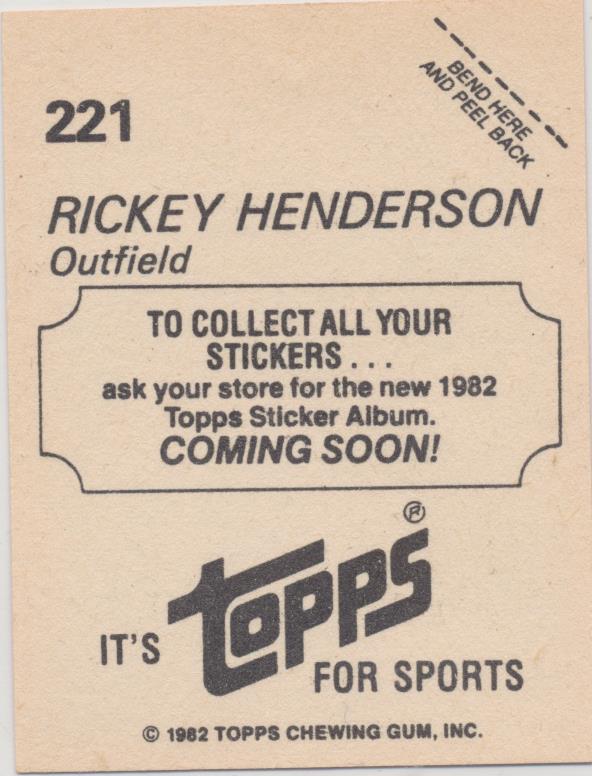 BEND HERE
AND PEEL BACK
221
RICKEY HENDERSON
Outfield
TO COLLECT ALL YOUR
STICKERS . . .
ask your store for the new 1982
Topps Sticker Album.
COMING SOON!
IT'S topps ®
FOR SPORTS
© 1982 TOPPS CHEWING GUM, INC.